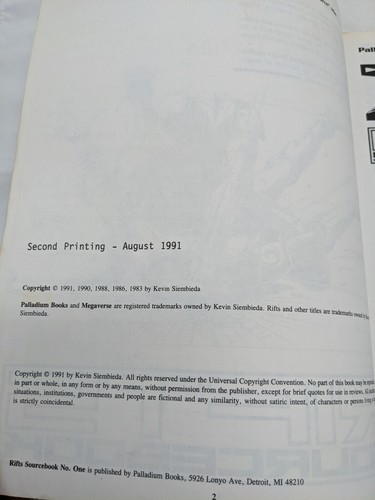 Pall
Second Printing - August 1991
Copyright © 1991, 1990, 1988, 1986, 1983 by Kevin Siembieda
Palladium Books and Megaverse are registered trademarks owned by Kevin Siembieda. Rifts and other titles are trademarks owned
Siembieda.
Copyright © 1991 by Kevin Siembieda. All rights reserved under the Universal Copyright Convention. No part of this book may be
in part or whole, in any form or by any means, without permission from the publisher, except for brief quotes for use in reviews.
situations, institutions, governments and people are fictional and any similarity, without satiric intent, of characters or persons living
is strictly coincidental.
Rifts Sourcebook No. One is published by Palladium Books, 5926 Lonyo Ave, Detroit, MI 48210
2